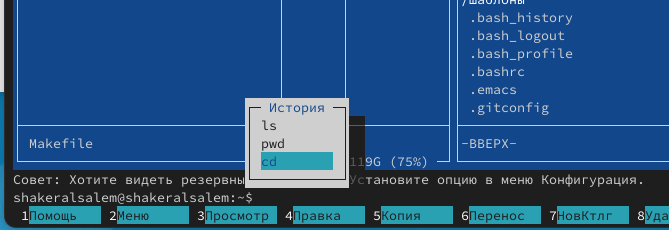 /шаблоны
.bash_history
.bash_logout
.bash_profile
.bashrc
.emacs
.gitconfig
История
ls
pwd
cd
Makefile
-ВВЕРХ-
119G (75%)
Совет: Хотите видеть резервны Установите опцию в меню Конфигурация.
shakeralsalem@shakeralsalem:~$
1Помощь 2Меню 3Просмотр 4Правка 5Копия 6Перенос 7НовКтлг 8Уда